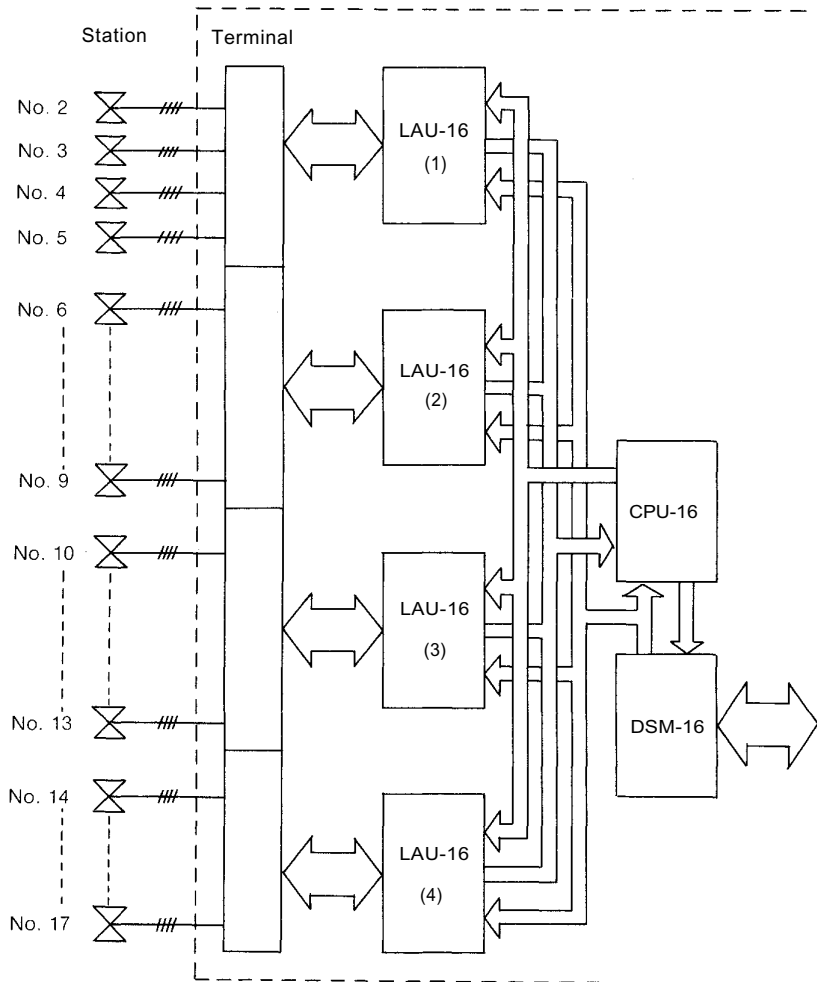 Station
Terminal
No. 2
No. 3
No. 4
No. 5
No. 6
No. 9
No. 10
No. 13
No. 14
No. 17
LAU-16
(1)
LAU-16
(2)
LAU-16
(3)
LAU-16
(4)
CPU-16
DSM-16